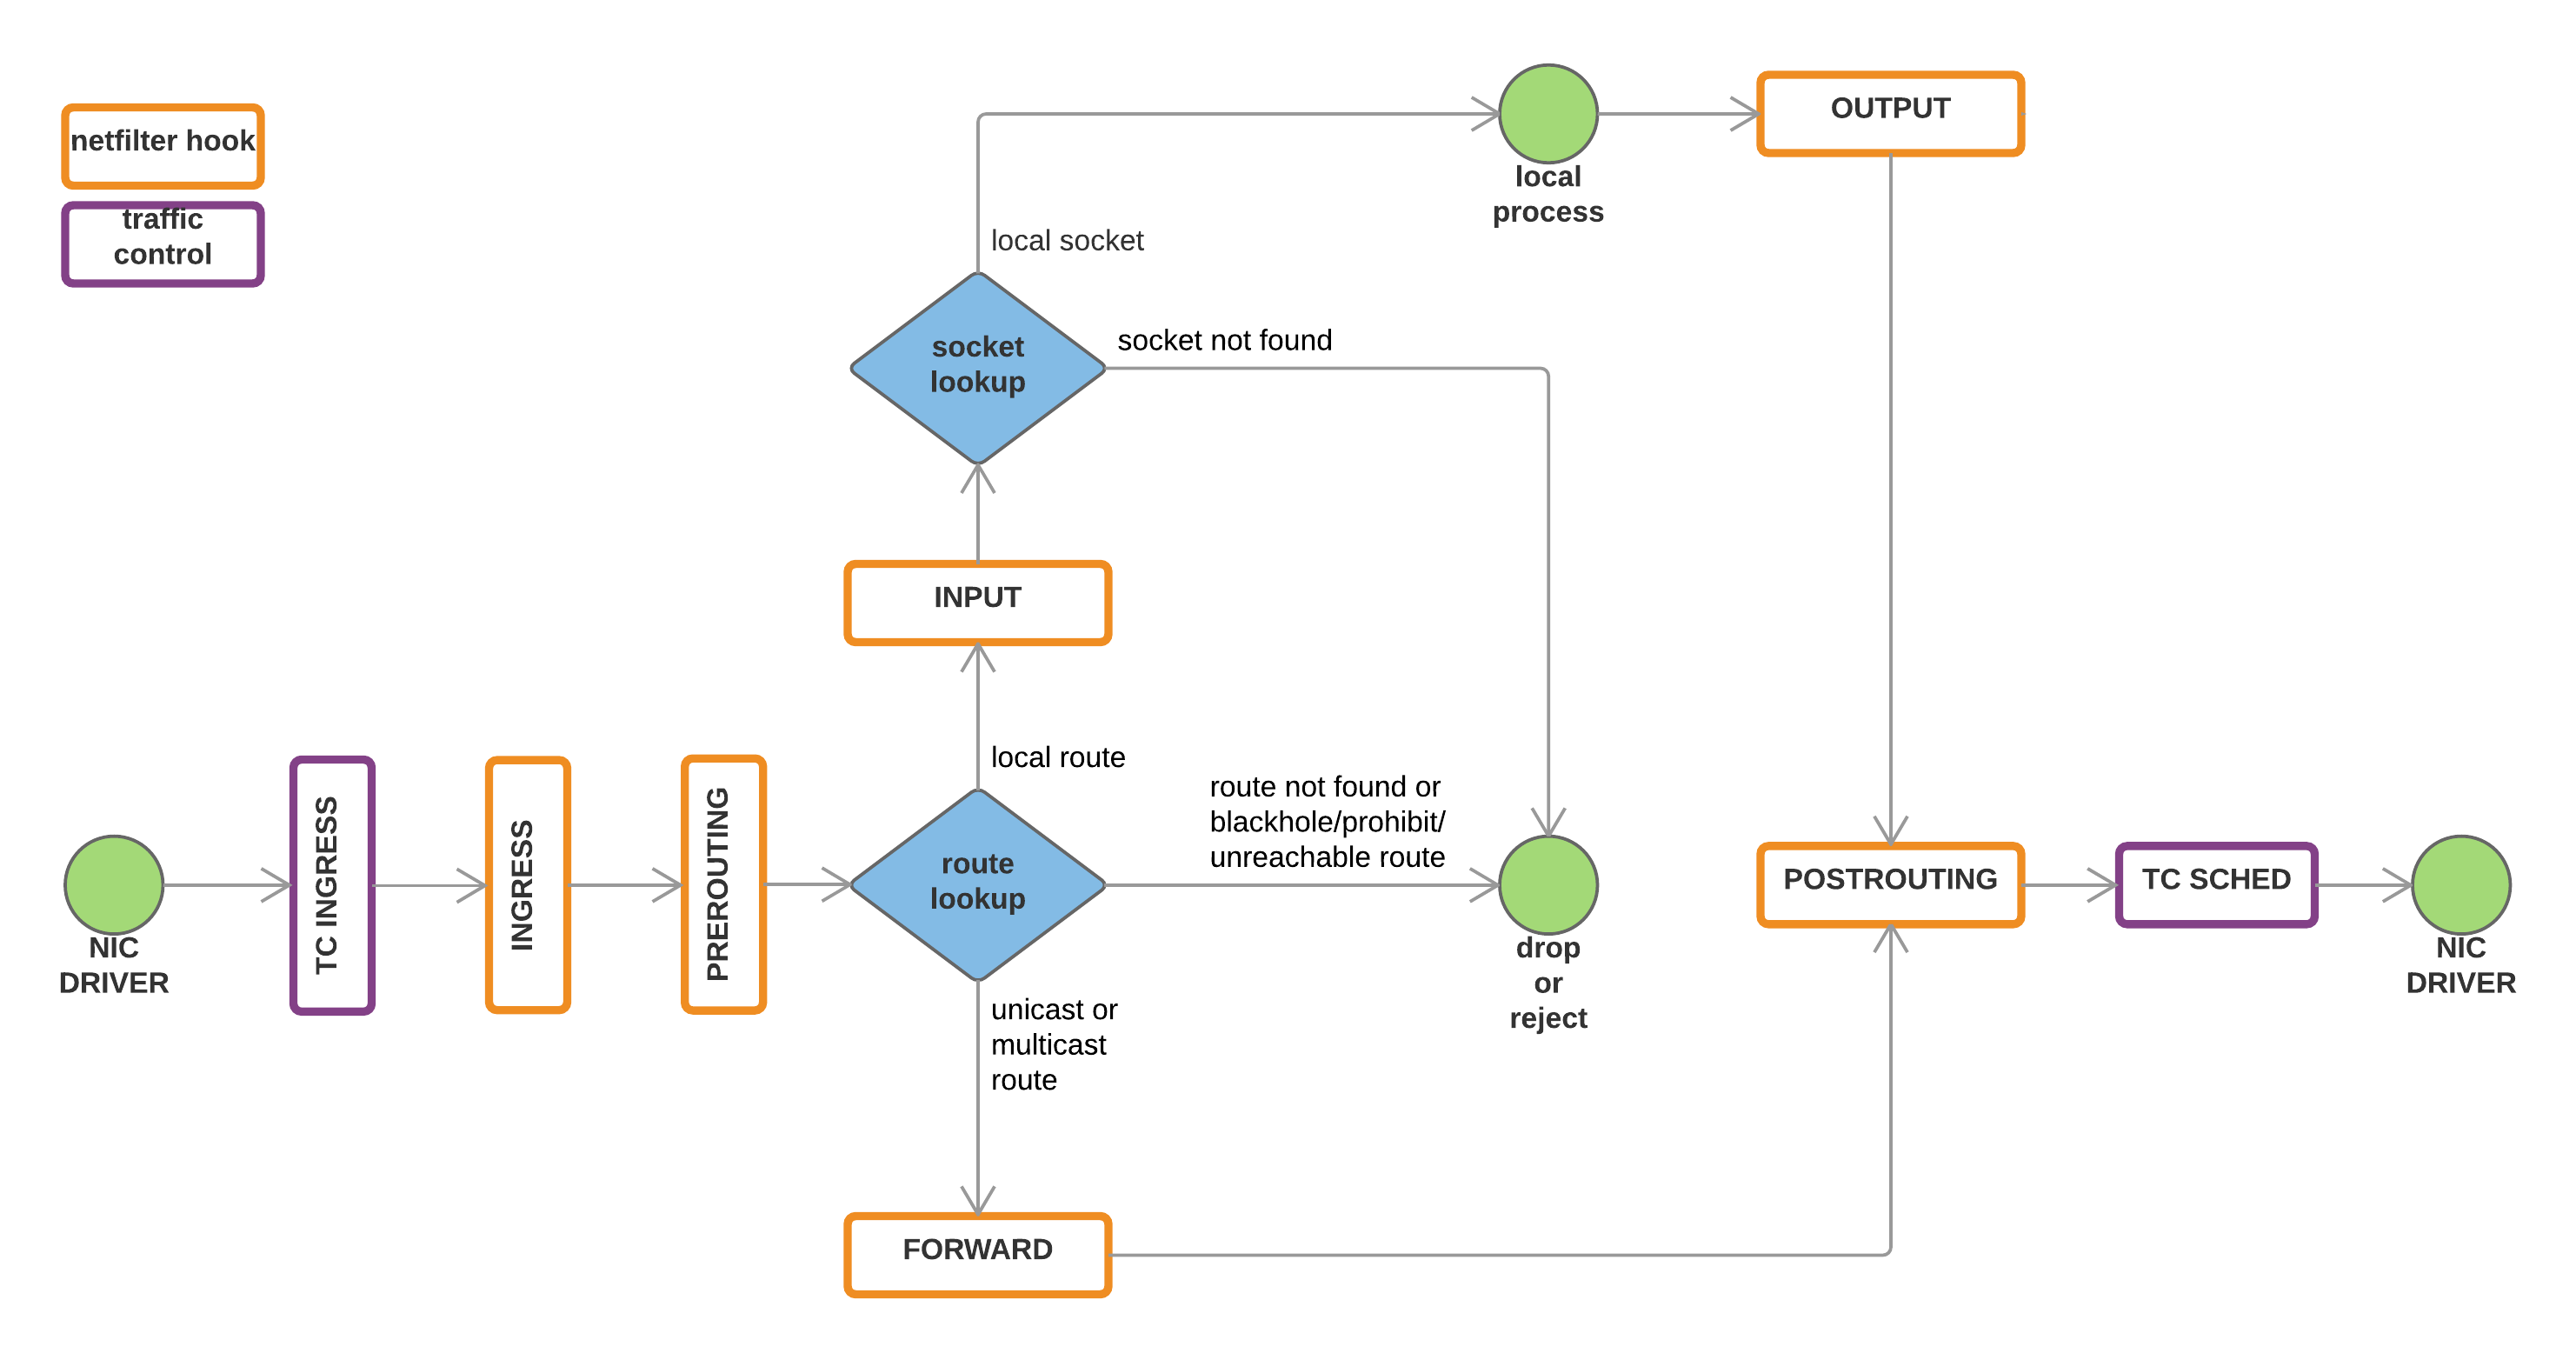 netfilter hook
traffic
control
OUTPUT
local
process
local socket
socket
lookup
socket not found
INPUT
local route
NIC
DRIVER
TC INGRESS
INGRESS
PREROUTING
route
lookup
route not found or
blackhole/prohibit/
unreachable route
drop
or
reject
POSTROUTING
TC SCHED
NIC
DRIVER
unicast or
multicast
route
FORWARD